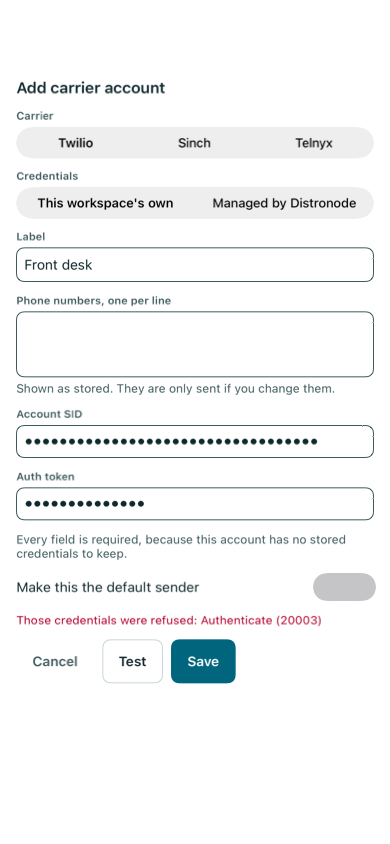 Add carrier account
Carrier
Twilio
Sinch
Telnyx
Credentials
This workspace's own
Managed by Distronode
Label
Front desk
Phone numbers, one per line
Shown as stored. They are only sent if you change them.
Account SID
●●●●●●●●●●●●●●●●●●●●●●●●●●●●●●●●●●
Auth token
●●●●●●●●●●●●●●
Every field is required, because this account has no stored
credentials to keep.
Make this the default sender
Those credentials were refused: Authenticate (20003)
Cancel
Test
Save